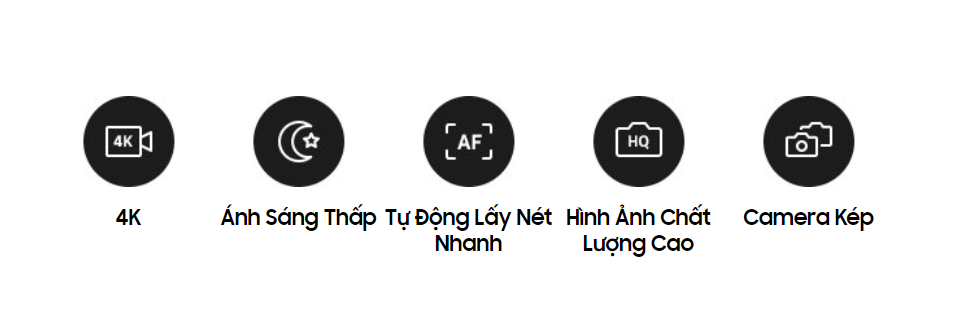 4K
AF
HQ
4K
Ánh Sáng Thấp
Tự Động Lấy Nét
Nhanh
Hình Ảnh Chất
Lượng Cao
Camera Kép